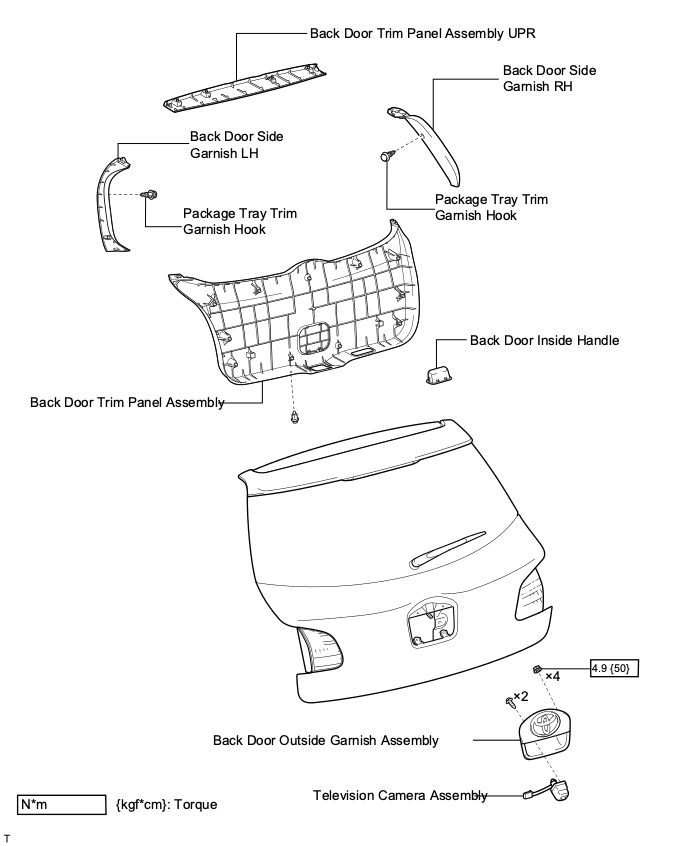 Back Door Trim Panel Assembly UPR
Back Door Side
Garnish RH
Back Door Side
Garnish LH
Package Tray Trim
Garnish Hook
Package Tray Trim
Garnish Hook
Back Door Inside Handle
Back Door Trim Panel Assembly
4.9 {50}
×4
×2
Back Door Outside Garnish Assembly
Television Camera Assembly
N*m {kgf*cm}: Torque
T